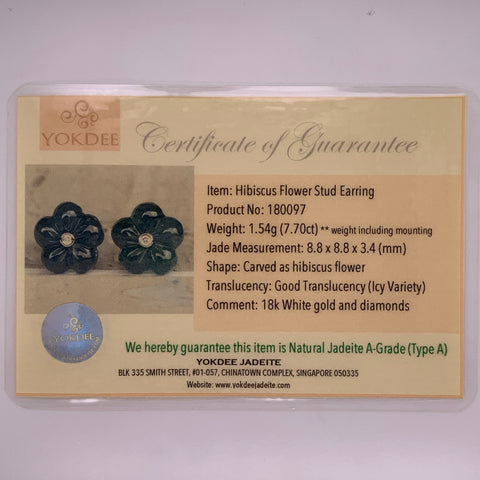 YOKDEE
Certificate of Guarantee
Item: Hibiscus Flower Stud Earring
Product No: 180097
Weight: 1.54g (7.70ct) ** weight including mounting
Jade Measurement: 8.8 x 8.8 x 3.4 (mm)
Shape: Carved as hibiscus flower
Translucency: Good Translucency (Icy Variety)
Comment: 18k White gold and diamonds
YOKDEE
We hereby guarantee this item is Natural Jadeite A-Grade (Type A)
YOKDEE JADEITE
BLK 335 SMITH STREET, #01-057, CHINATOWN COMPLEX, SINGAPORE 050335
Website: www.yokdeejadeite.com